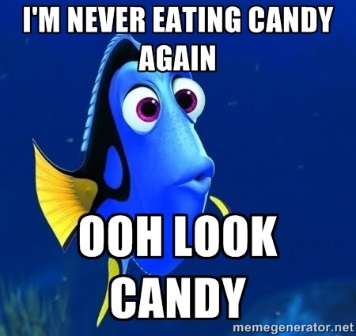 I'M NEVER EATING CANDY
AGAIN
OOH LOOK
CANDY
memegenerator.net